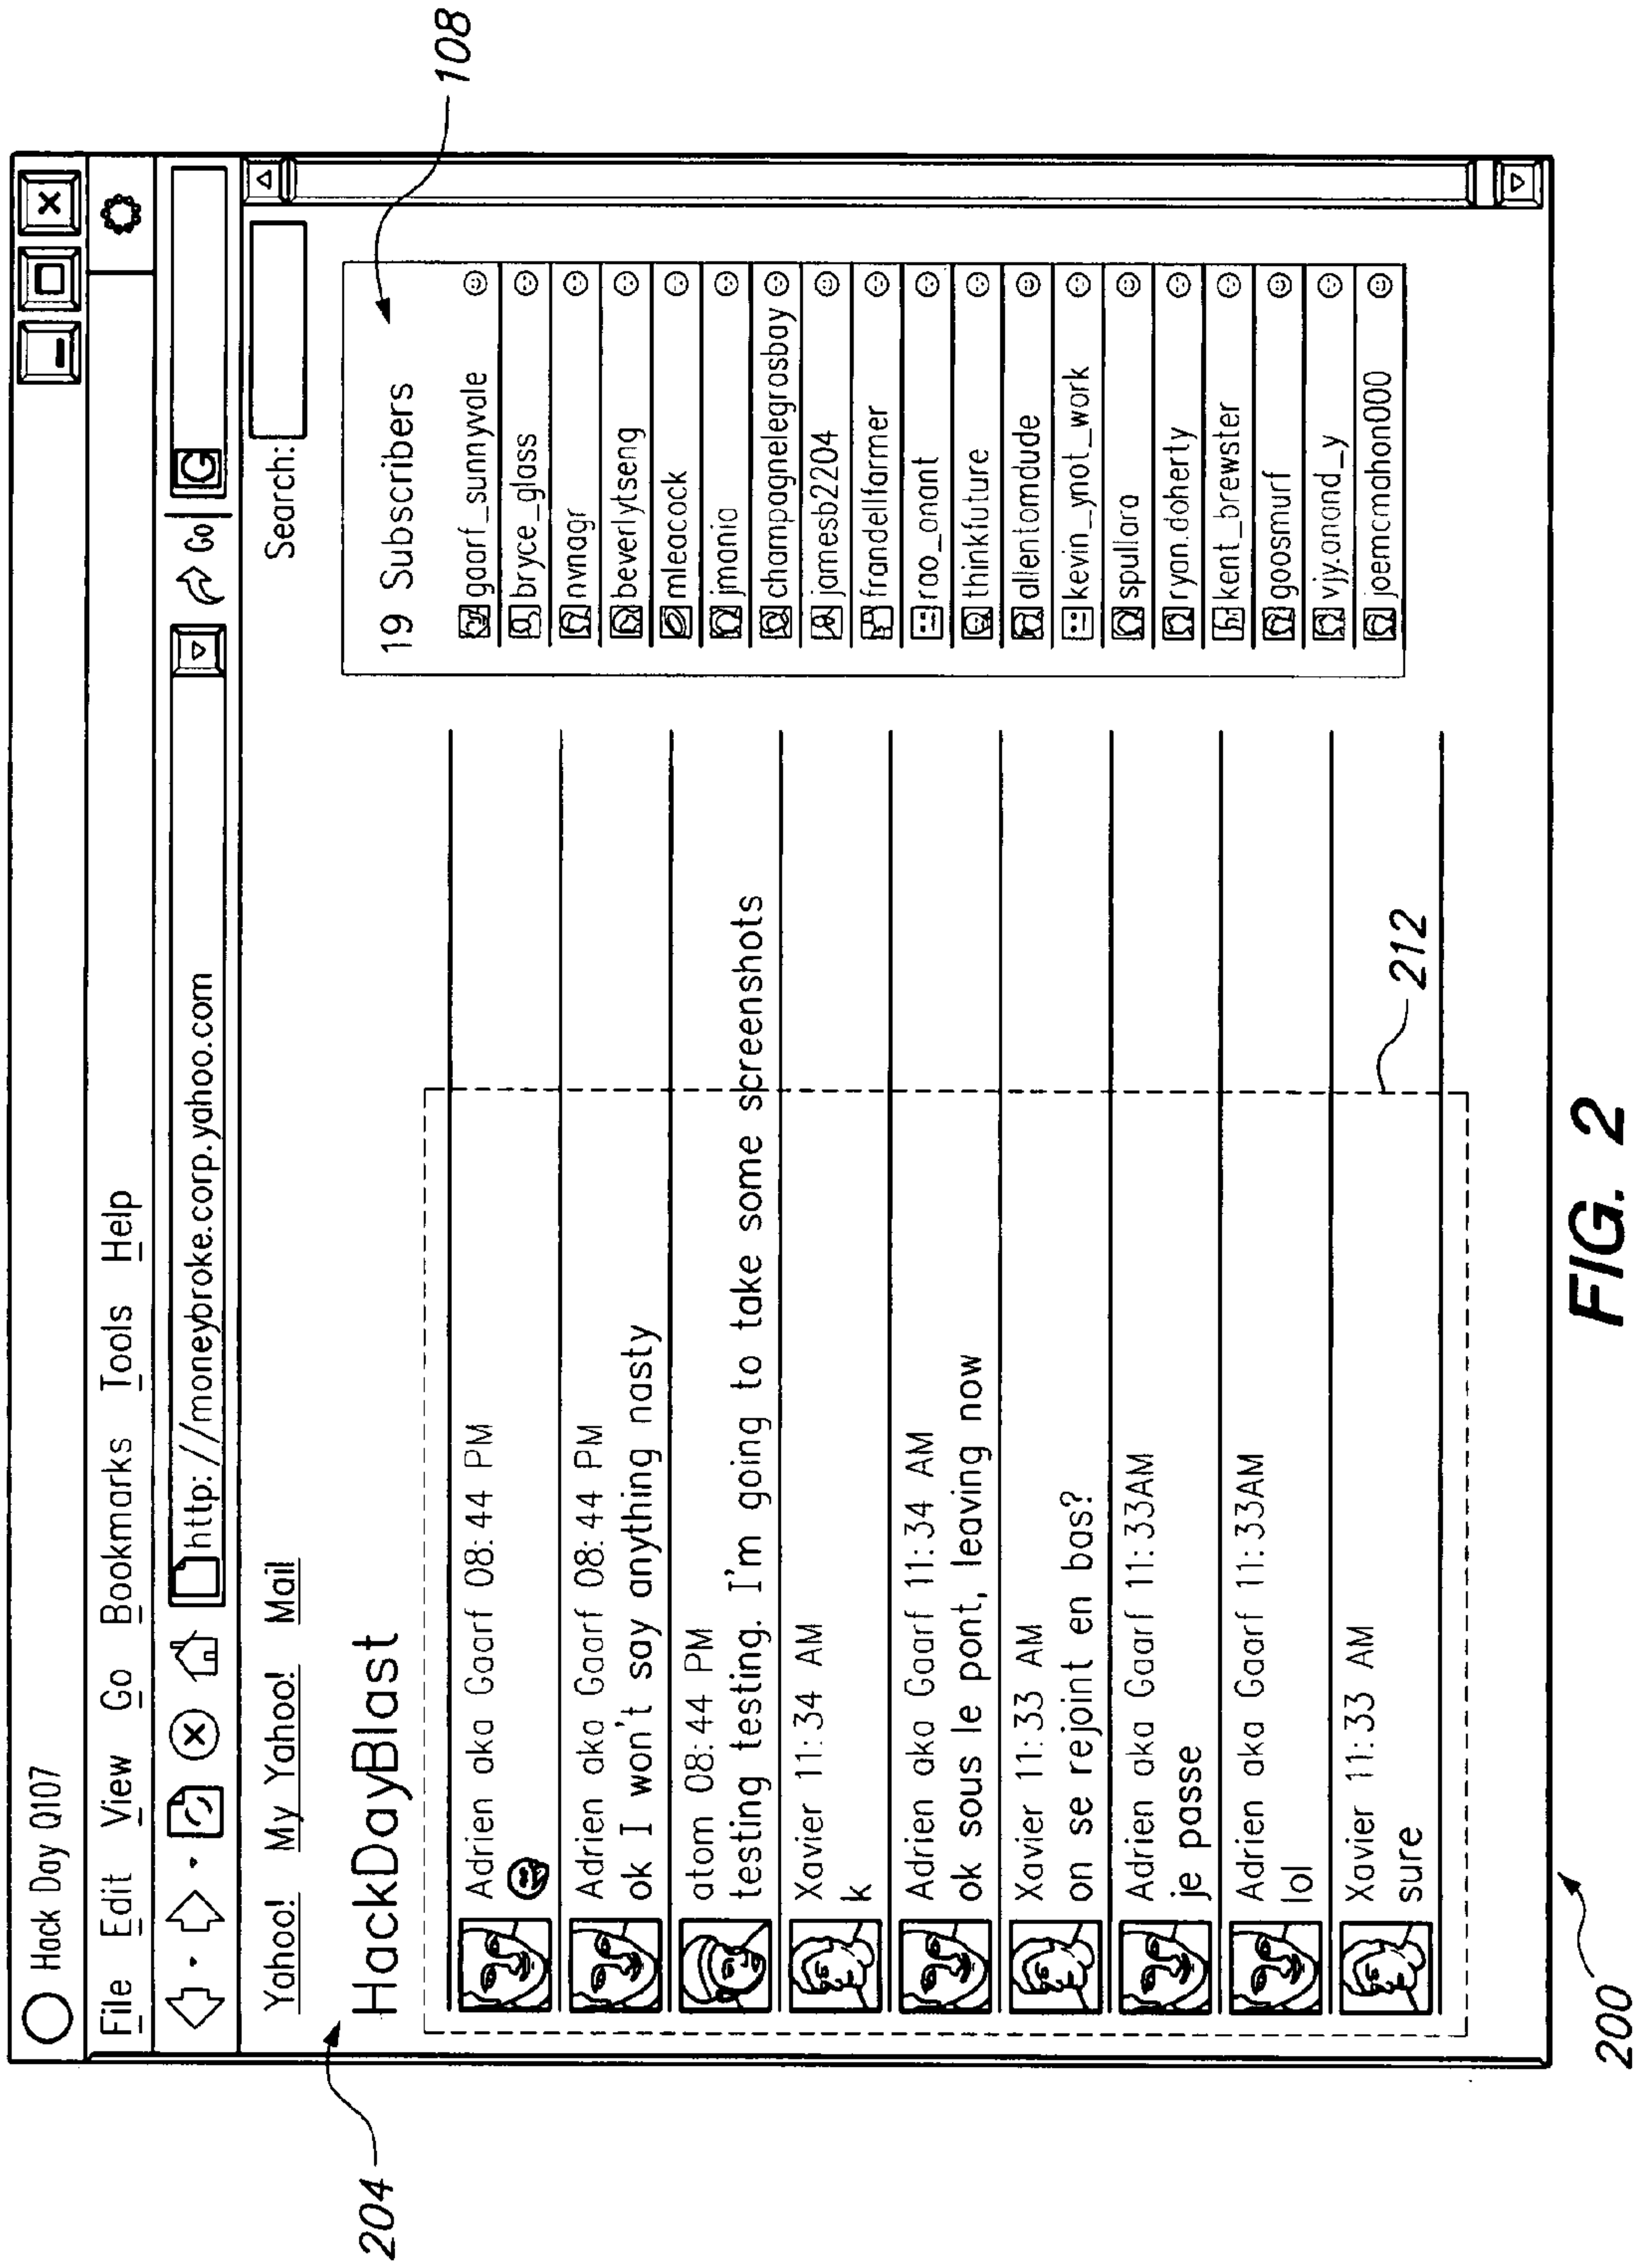 Hack Day Q107
File Edit View Go Bookmarks Tools Help
http://moneybroke.corp.yahoo.com
Go
G
Yahoo! My Yahoo! Mail
Search:
204
HackDayBlast
Adrien aka Gaarf 08:44 PM
Adrien aka Gaarf 08:44 PM
ok I won't say anything nasty
atom 08:44 PM
testing testing. I'm going to take some screenshots
Xavier 11:34 AM
k
Adrien aka Gaarf 11:34 AM
ok sous le pont, leaving now
Xavier 11:33 AM
on se rejoint en bas?
Adrien aka Gaarf 11:33AM
je passe
Adrien aka Gaarf 11:33AM
lol
Xavier 11:33 AM
sure
212
108
19 Subscribers
gaarf_sunnyvale
bryce_glass
nvnagr
beverlytseng
mleacock
jmania
champagnelegrasbay
jamesb2204
frandellfarmer
rao_anant
thinkfuture
allentomdude
kevin_ynot_work
spullara
ryan.doherty
kent_brewster
goosmurf
vjy.anand_y
joemcmahon000
200
FIG. 2